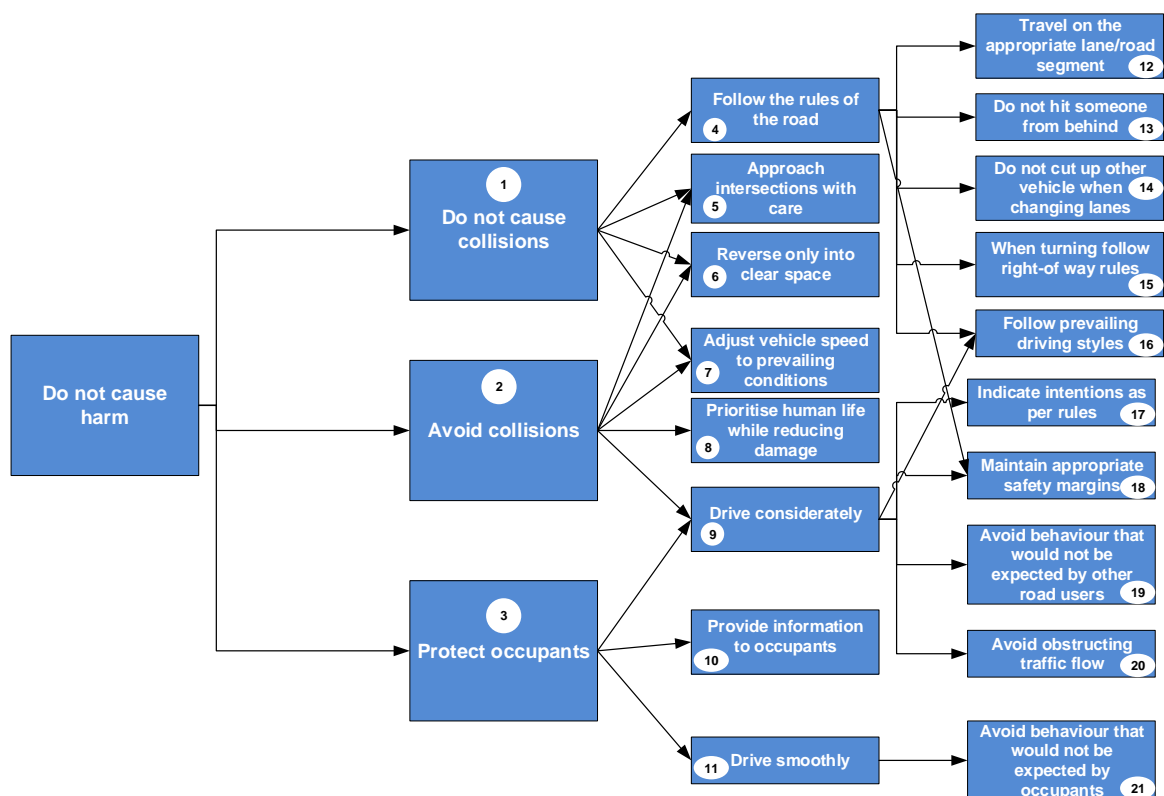 Do not cause
harm
1
Do not cause
collisions
2
Avoid collisions
3
Protect occupants
Follow the rules of
the road
4
Approach
intersections with
care
5
Reverse only into
clear space
6
Adjust vehicle speed
to prevailing
conditions
7
Prioritise human life
while reducing
damage
8
Drive considerately
9
Provide information
to occupants
10
Drive smoothly
11
Travel on the
appropriate lane/road
segment
12
Do not hit someone
from behind
13
Do not cut up other
vehicle when
changing lanes
14
When turning follow
right-of way rules
15
Follow prevailing
driving styles
16
Indicate intentions as
per rules
17
Maintain appropriate
safety margins
18
Avoid behaviour that
would not be
expected by other
road users
19
Avoid obstructing
traffic flow
20
Avoid behaviour that
would not be
expected by
occupants
21